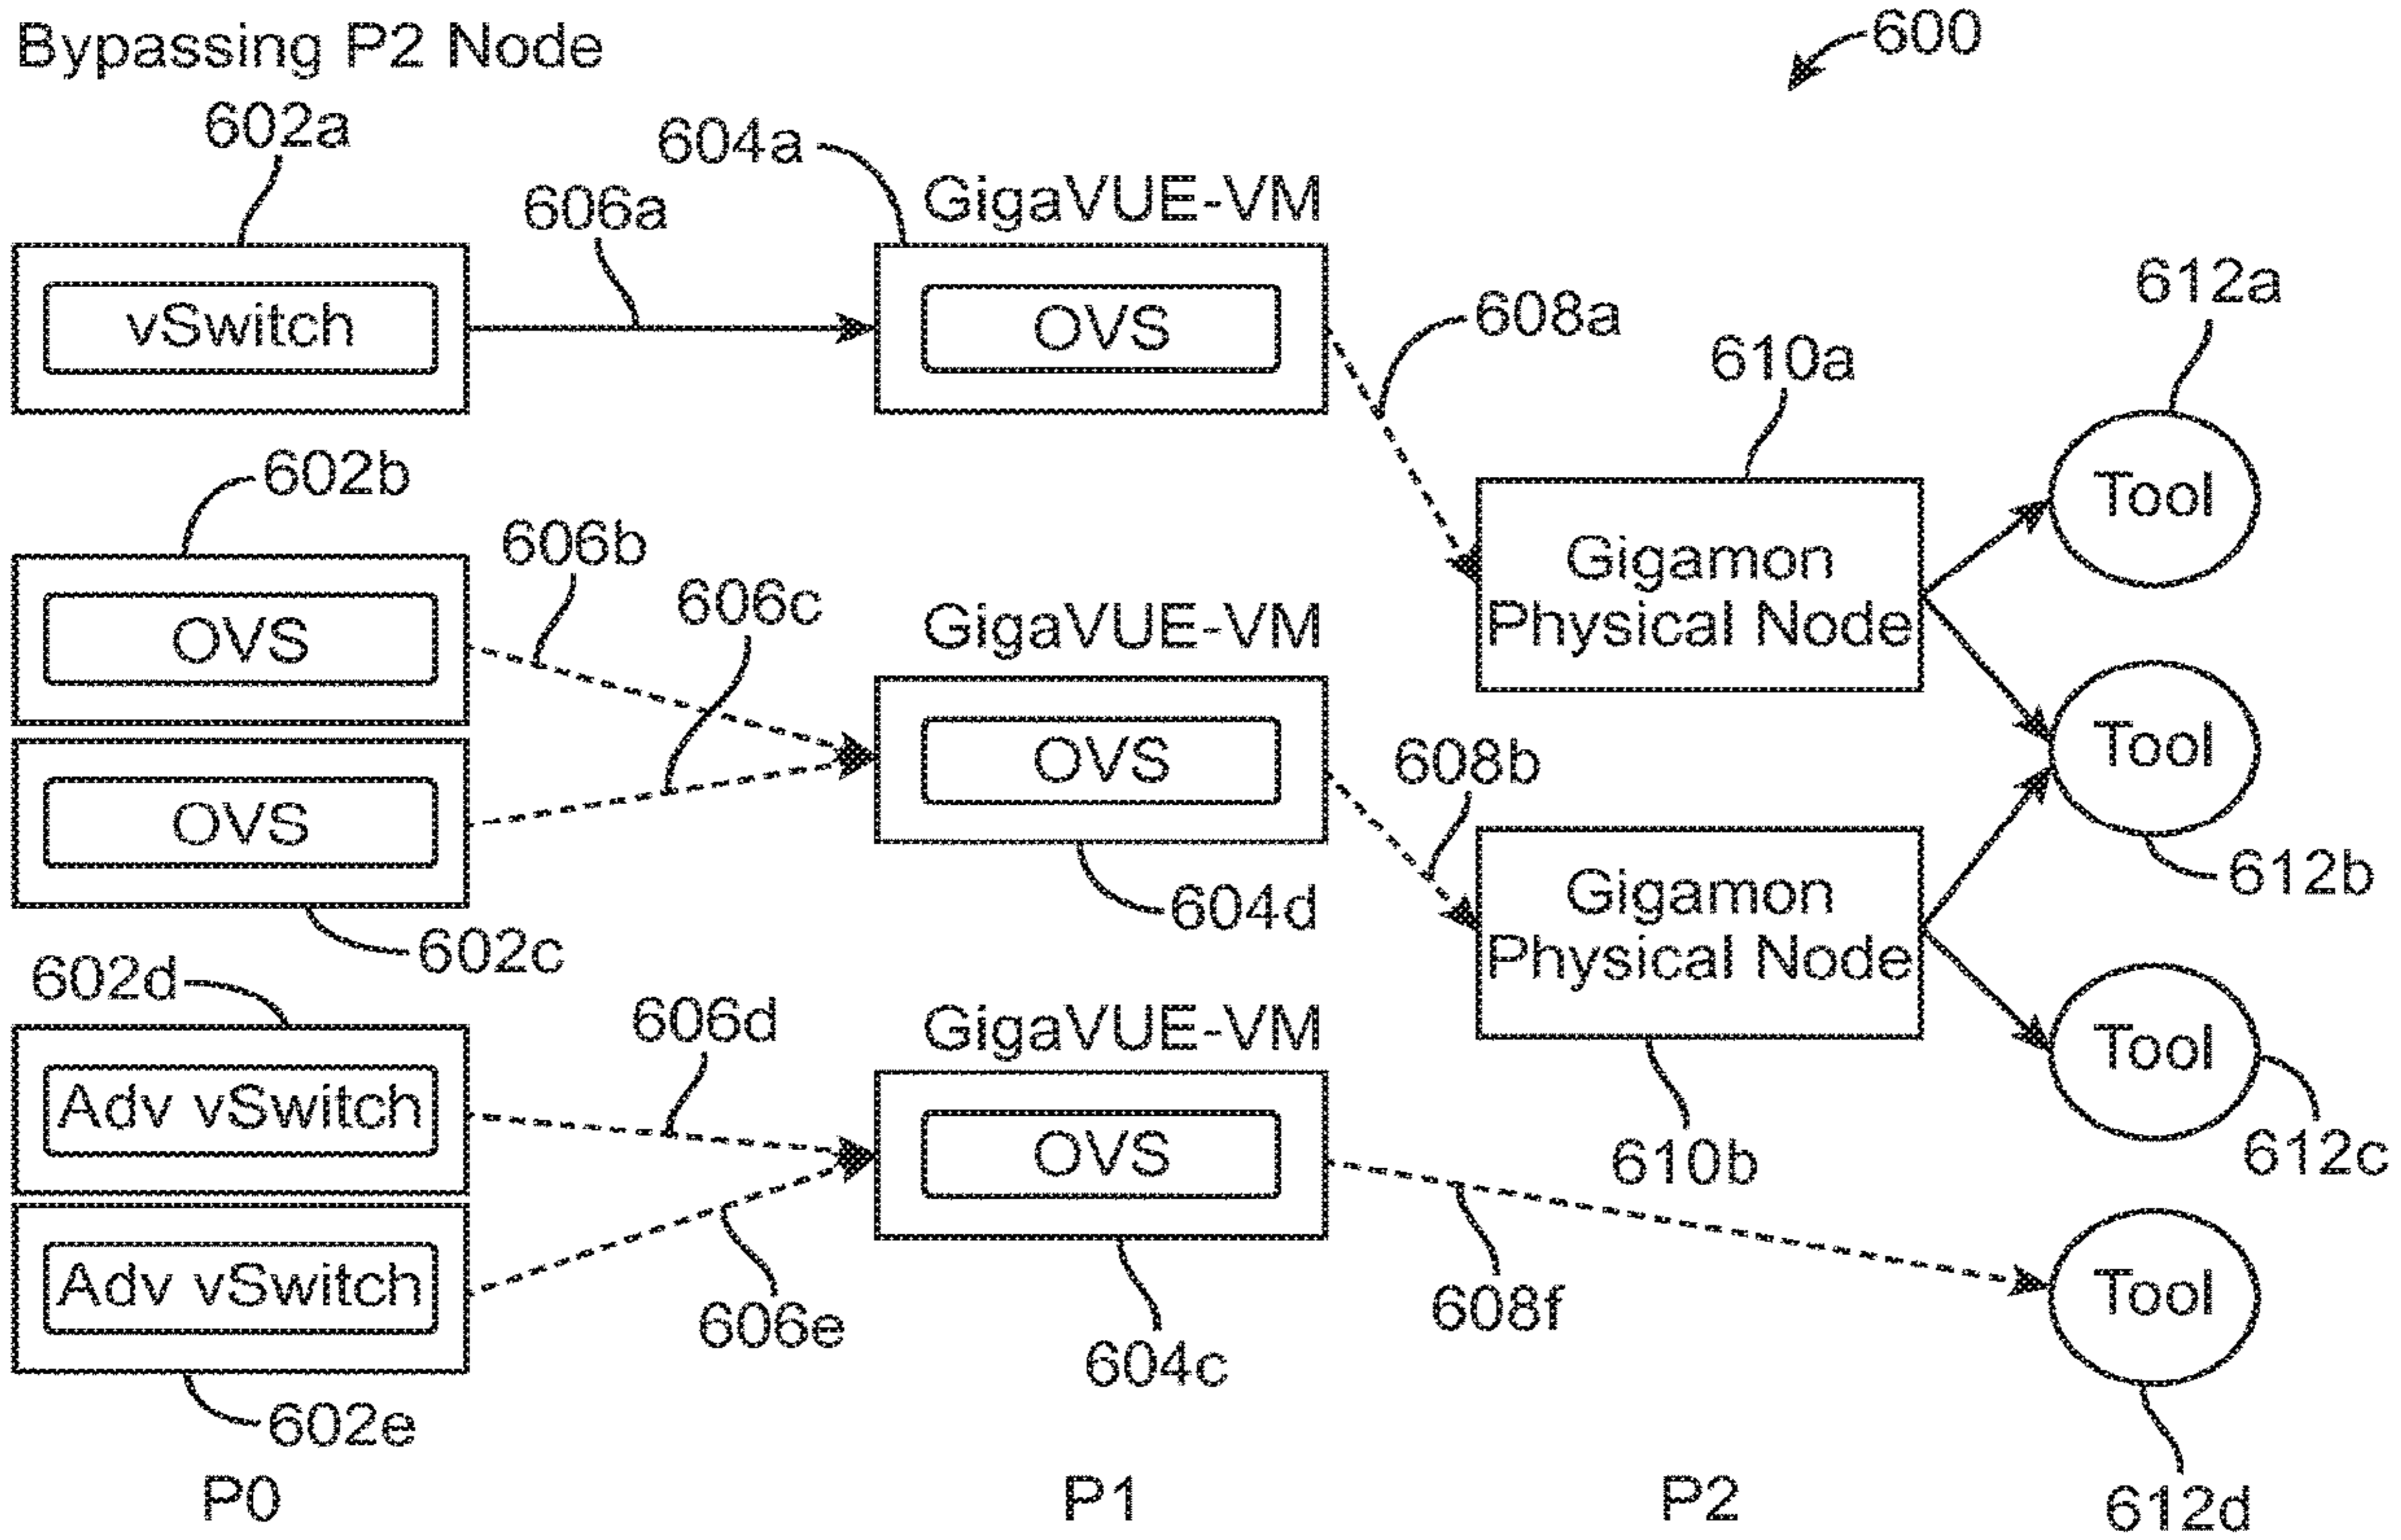 Bypassing P2 Node
600
602a
604a
GigaVUE-VM
606a
vSwitch
OVS
608a
612a
610a
Tool
602b
606b
606c
GigaVUE-VM
Gigamon
Physical Node
OVS
OVS
Tool
608b
OVS
604d
Gigamon
Physical Node
612b
602c
602d
606d
GigaVUE-VM
Tool
Adv vSwitch
OVS
610b
612c
Adv vSwitch
606e
604c
608f
Tool
602e
P0
P1
P2
612d